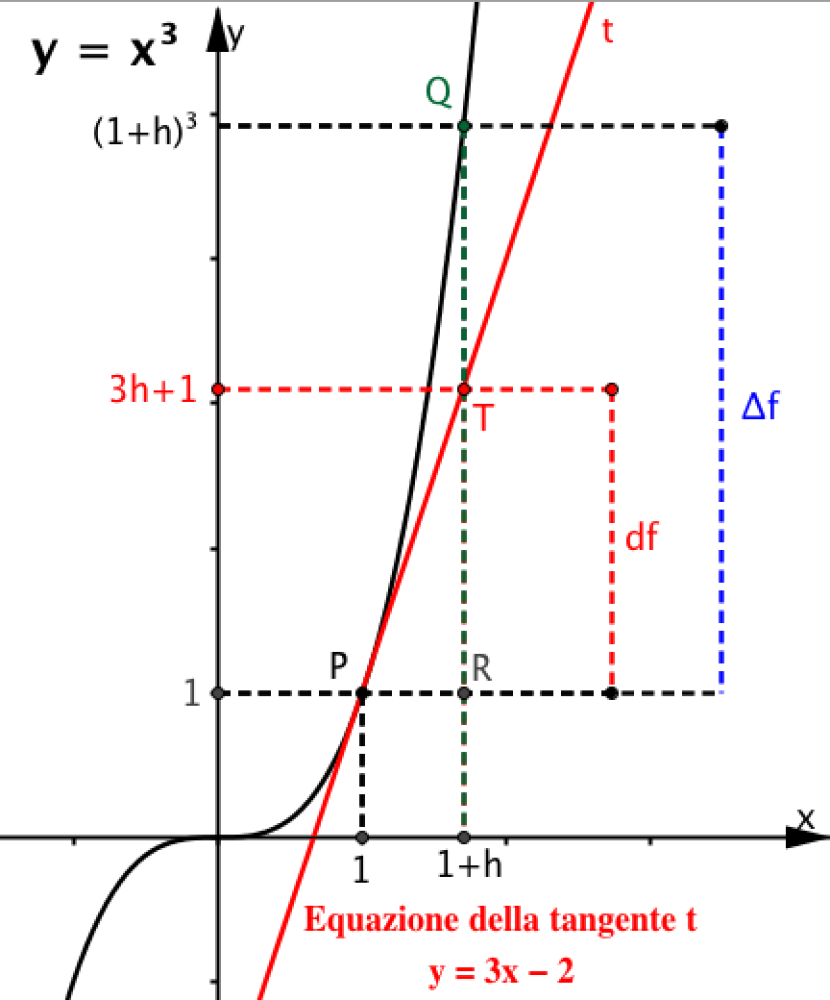 y = x³
y
t
Q
(1+h)³
3h+1
T
Δf
df
P
R
1
x
1
1+h
Equazione della tangente t
y = 3x – 2